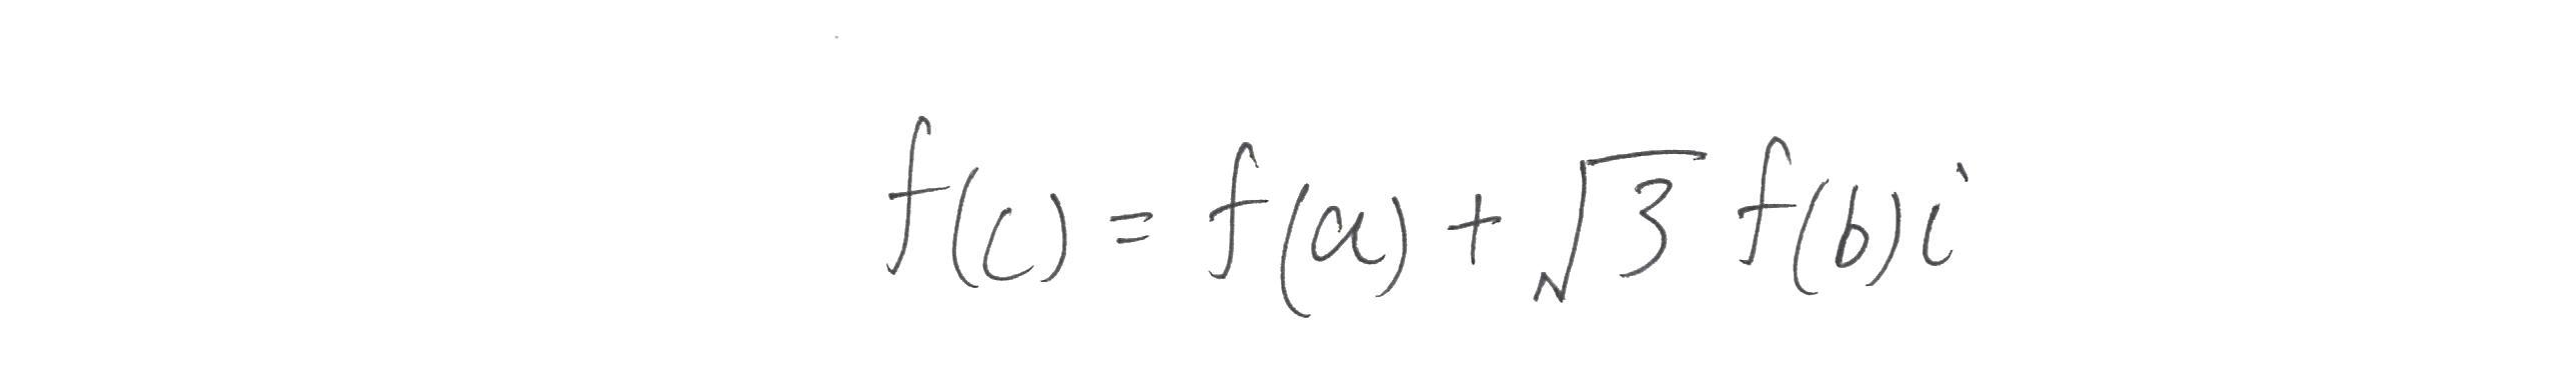 f(c) = f(a) + √3 f(b)i